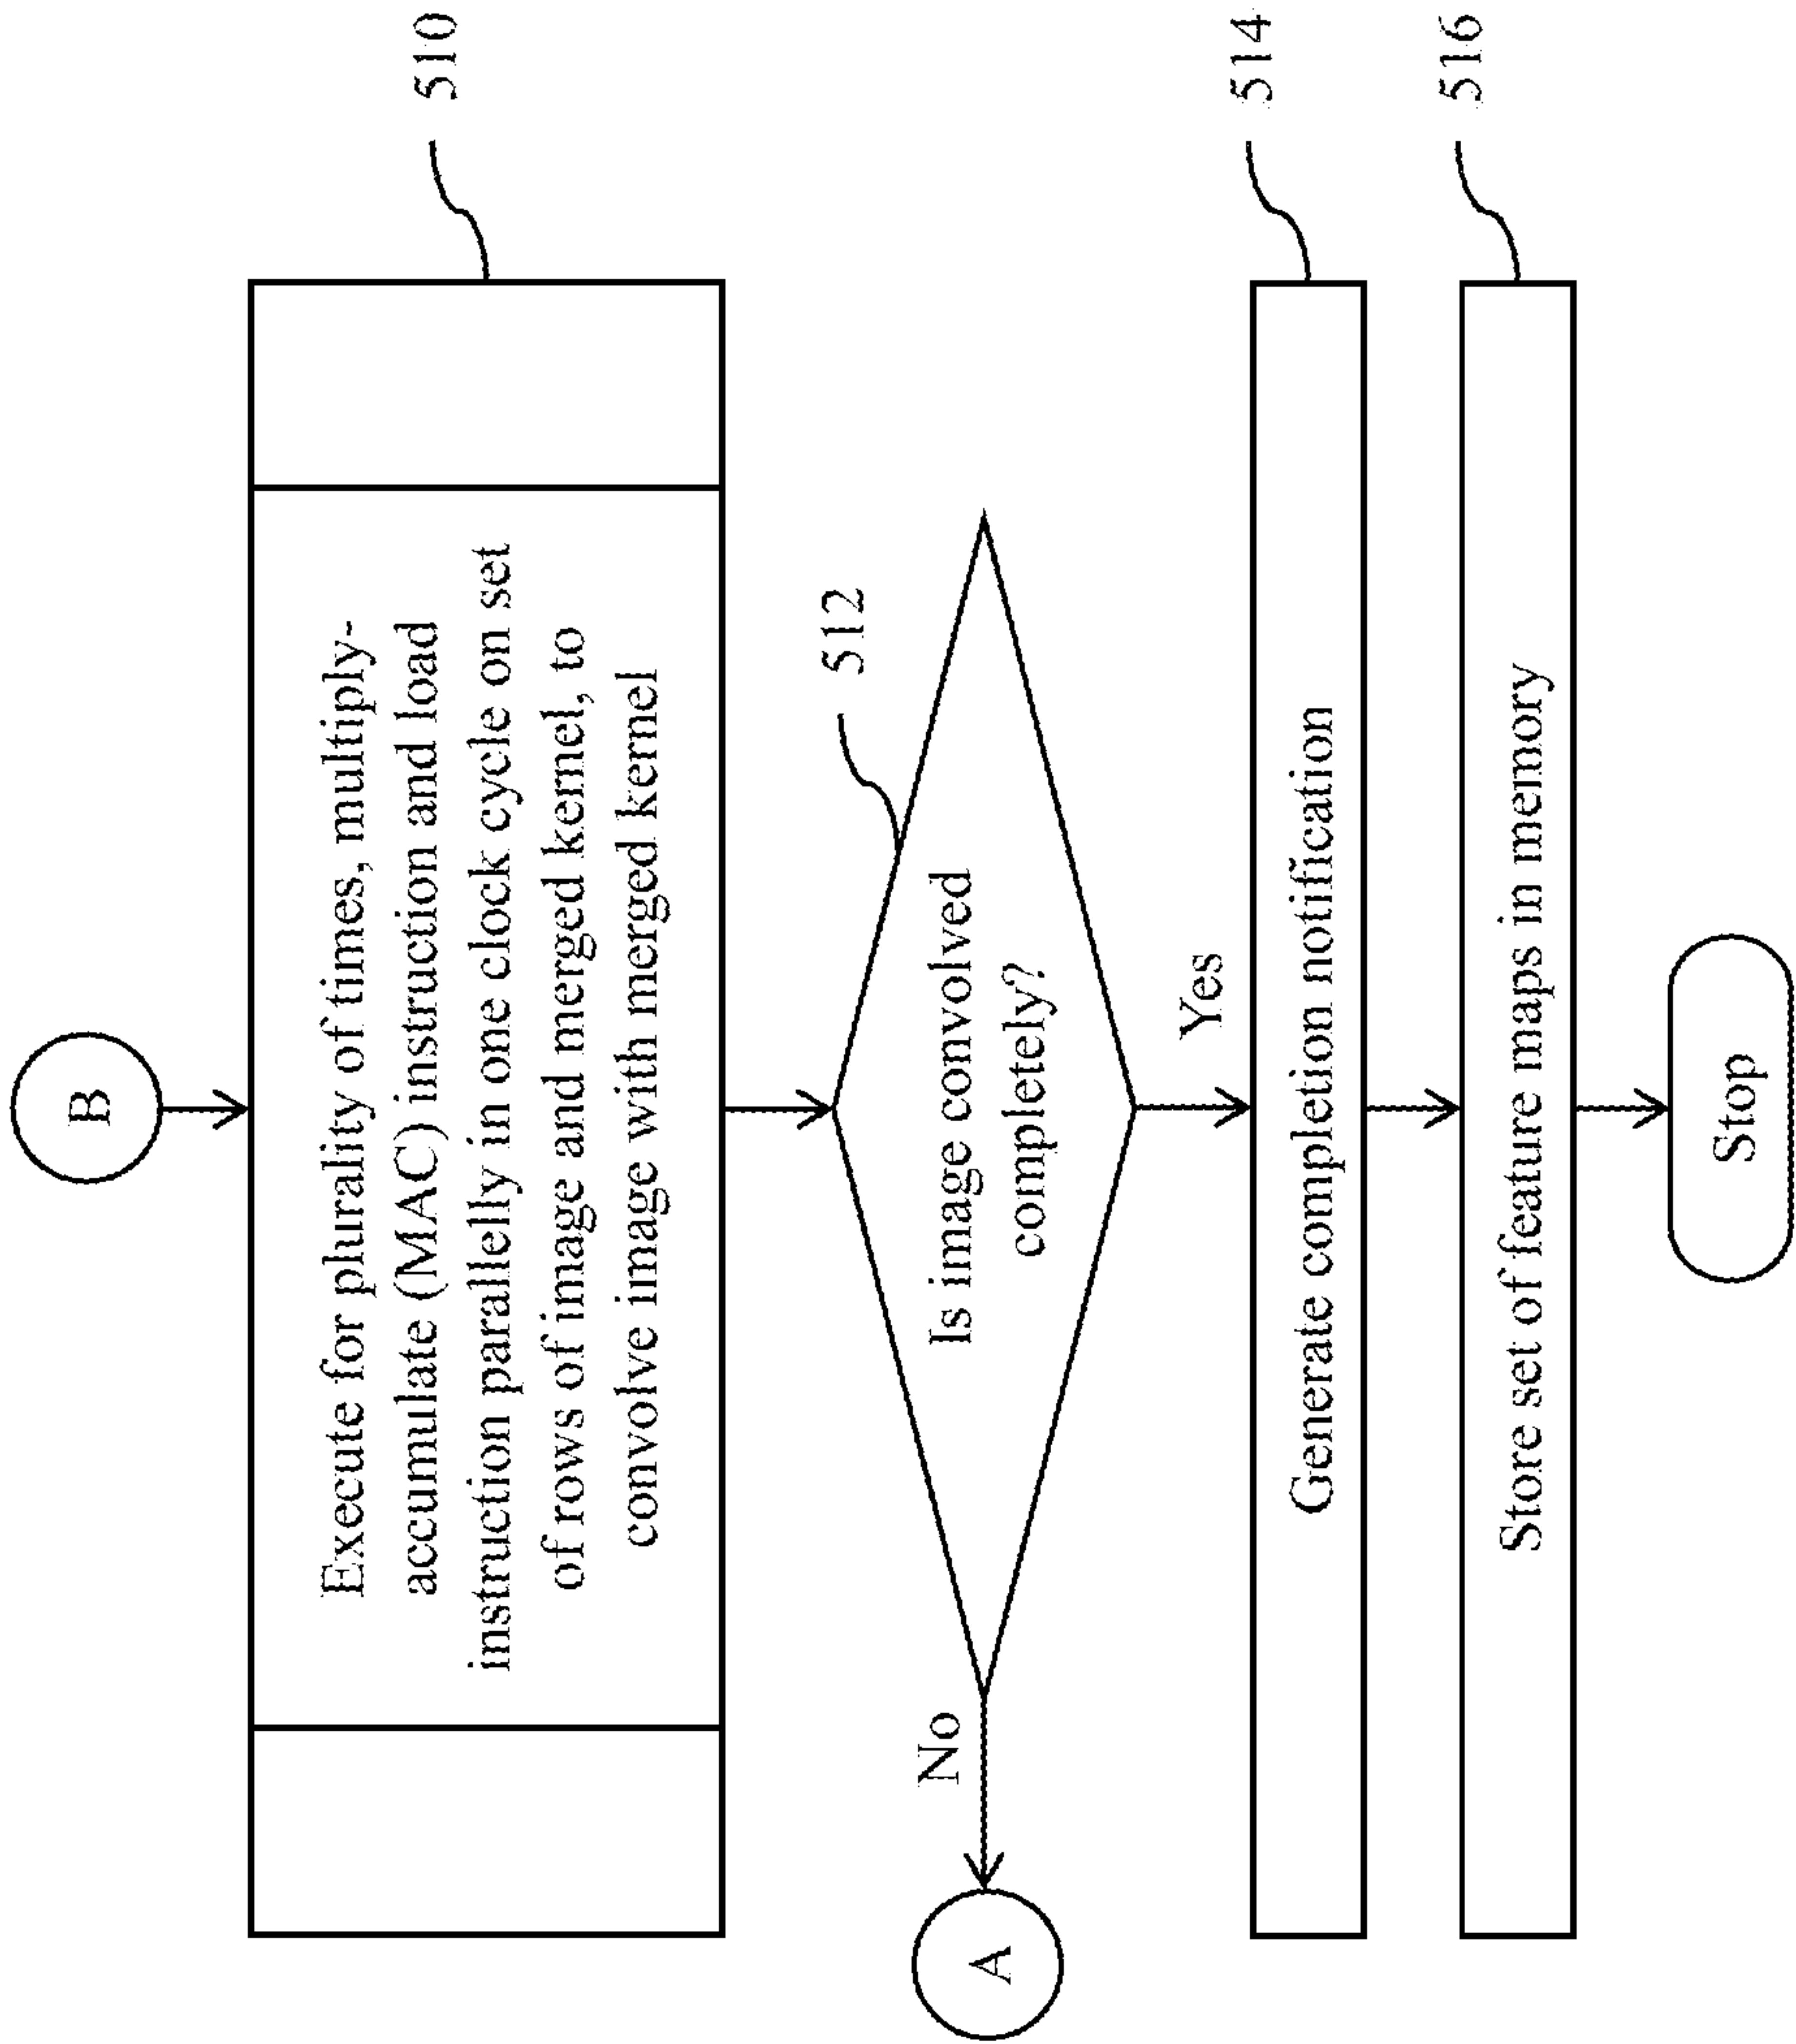 B
510
Execute for plurality of times, multiply-
accumulate (MAC) instruction and load
instruction parallelly in one clock cycle on set
of rows of image and merged kernel, to
convolve image with merged kernel
512
Is image convolved
completely?
No
A
Yes
514
Generate completion notification
516
Store set of feature maps in memory
Stop